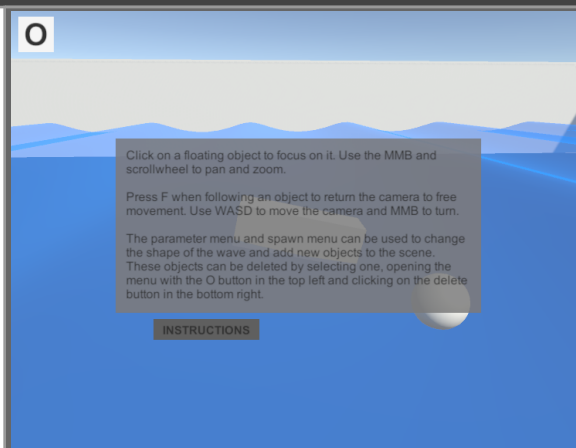 O
Click on a floating object to focus on it. Use the MMB and
scrollwheel to pan and zoom.
Press F when following an object to return the camera to free
movement. Use WASD to move the camera and MMB to turn.
The parameter menu and spawn menu can be used to change
the shape of the wave and add new objects to the scene.
These objects can be deleted by selecting one, opening the
menu with the O button in the top left and clicking on the delete
button in the bottom right.
INSTRUCTIONS